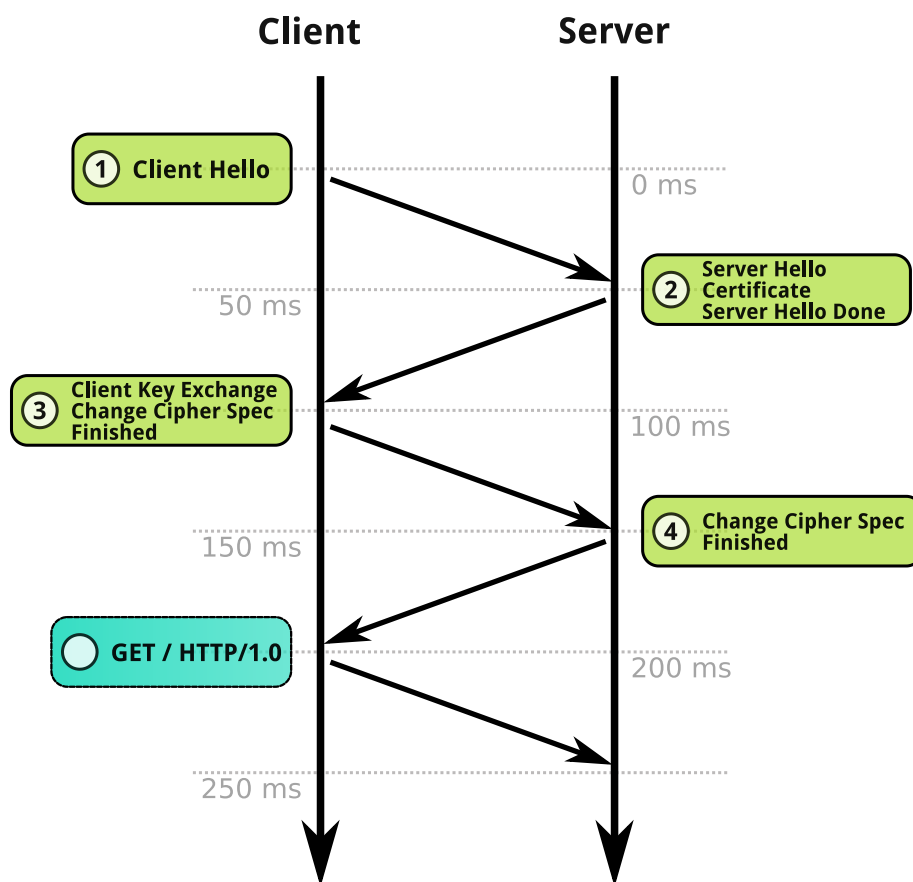 Client
Server
1 Client Hello
0 ms
50 ms
2
Server Hello
Certificate
Server Hello Done
3
Client Key Exchange
Change Cipher Spec
Finished
100 ms
150 ms
4
Change Cipher Spec
Finished
GET / HTTP/1.0
200 ms
250 ms